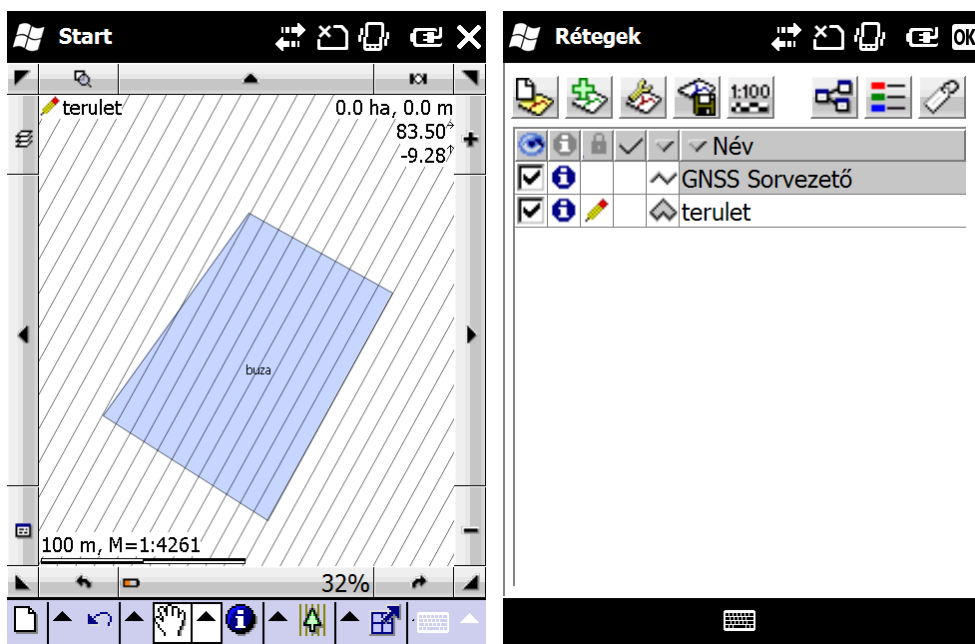 Start
terulet
0.0 ha, 0.0 m
83.50
-9.28
buza
100 m, M=1:4261
32%
Rétegek
OK
1:100
Név
GNSS Sorvezető
terulet